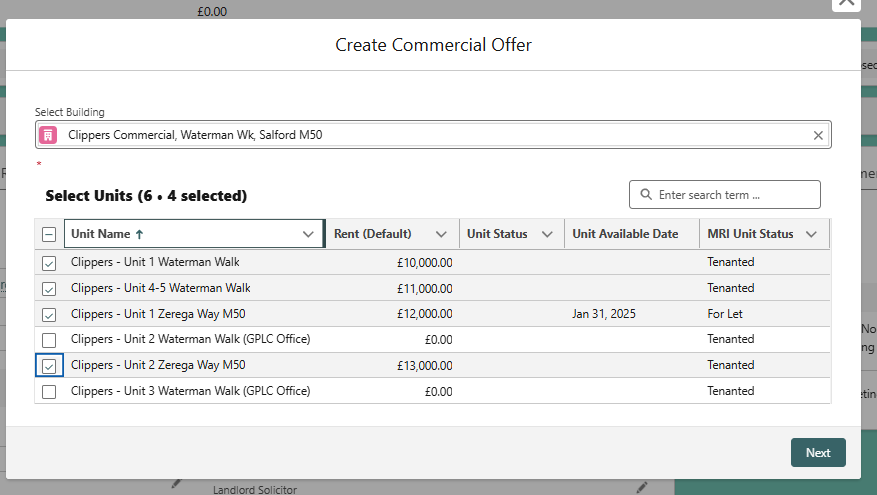 £0.00
Create Commercial Offer
Select Building
Clippers Commercial, Waterman Wk, Salford M50
*
Select Units (6 • 4 selected)
Enter search term ...
Unit Name ↑ Rent (Default) Unit Status Unit Available Date MRI Unit Status
Clippers - Unit 1 Waterman Walk £10,000.00 Tenanted
Clippers - Unit 4-5 Waterman Walk £11,000.00 Tenanted
Clippers - Unit 1 Zerega Way M50 £12,000.00 Jan 31, 2025 For Let
Clippers - Unit 2 Waterman Walk (GPLC Office) £0.00 Tenanted
Clippers - Unit 2 Zerega Way M50 £13,000.00 Tenanted
Clippers - Unit 3 Waterman Walk (GPLC Office) £0.00 Tenanted
Next
Landlord Solicitor